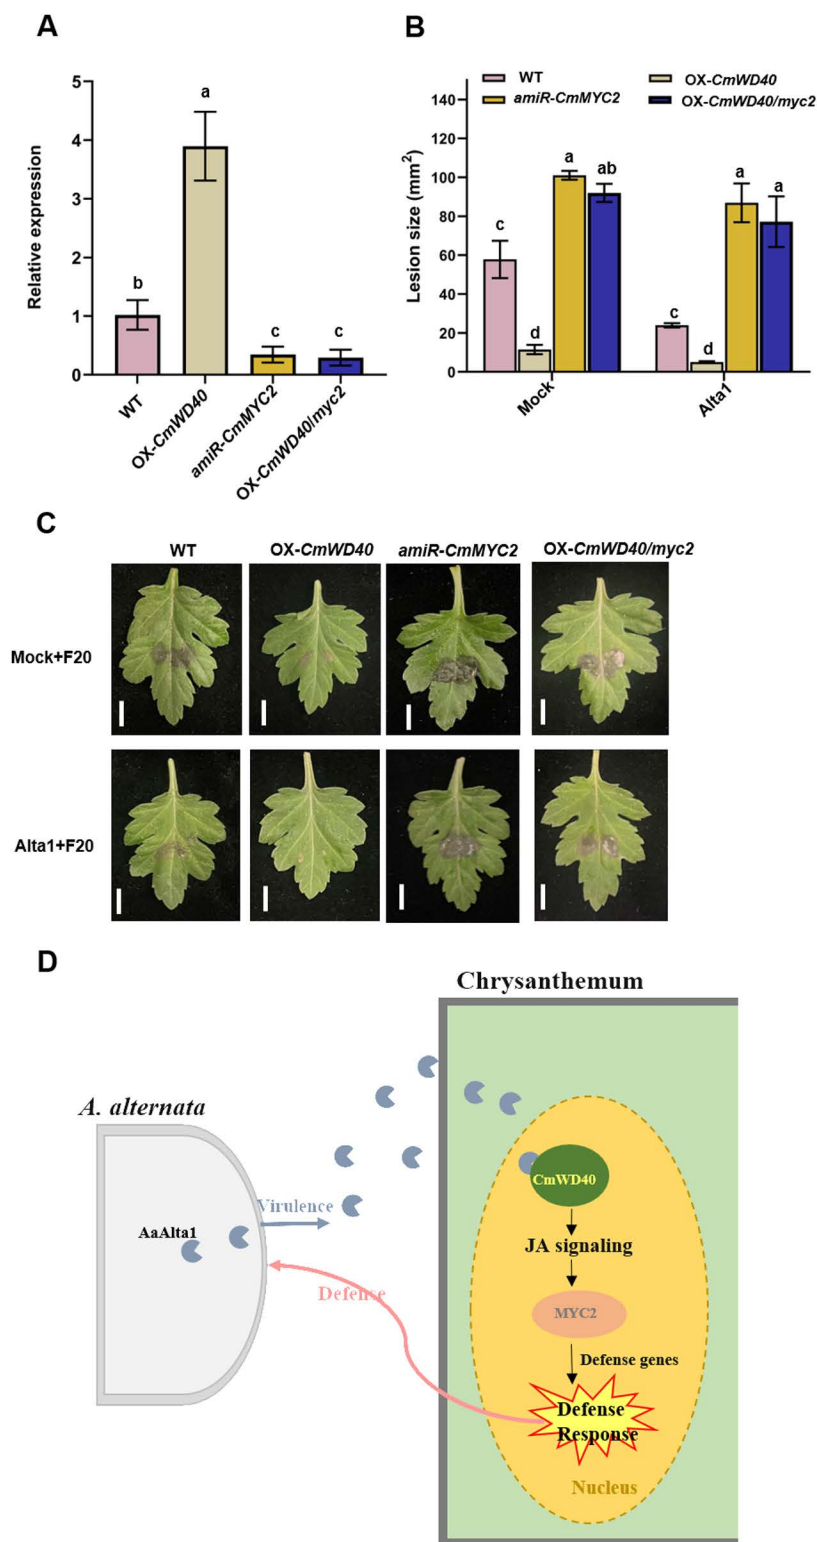 A
B
Relative expression
5
4
3
2
1
0
a
b
c
c
WT
OX-CmWD40
amiR-CmMYC2
OX-CmWD40/myc2
WT
OX-CmWD40
amiR-CmMYC2
OX-CmWD40/myc2
Lesion size (mm²)
140
120
100
80
60
40
20
0
c
d
a
ab
c
d
a
a
Mock
Alta1
C
WT
OX-CmWD40
amiR-CmMYC2
OX-CmWD40/myc2
Mock+F20
Alta1+F20
D
Chrysanthemum
A. alternata
CmWD40
Virulence
AaAlta1
JA signaling
Defense
MYC2
Defense genes
Defense
Response
Nucleus